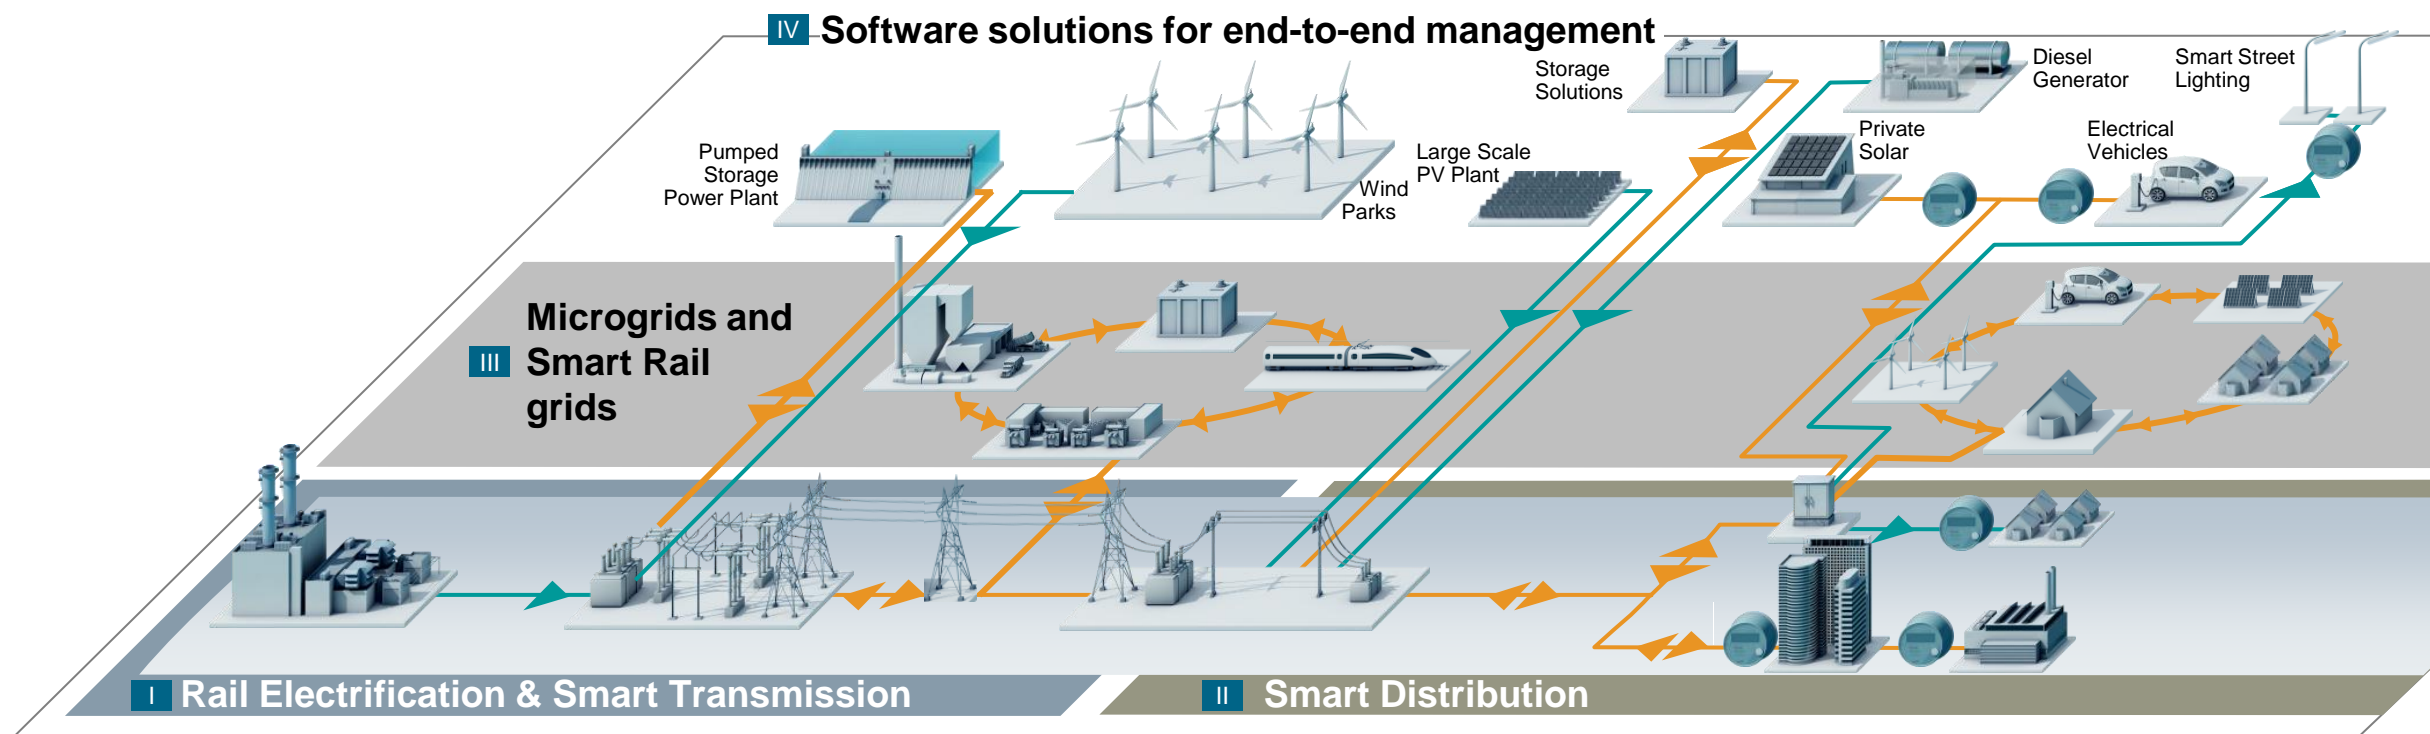 IV Software solutions for end-to-end management
Storage
Solutions
Diesel
Generator
Smart Street
Lighting
Pumped
Storage
Power Plant
Wind
Parks
Large Scale
PV Plant
Private
Solar
Electrical
Vehicles
Microgrids and
III Smart Rail
grids
I Rail Electrification & Smart Transmission
II Smart Distribution